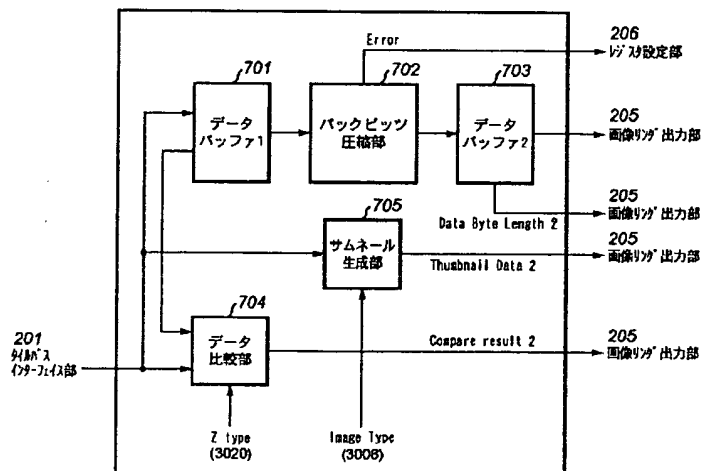 206
Error
レジスタ設定部
701
702
703
データ
バッファ1
パックビッツ
圧縮部
データ
バッファ2
205
画像リング出力部
205
Data Byte Length 2
画像リング出力部
705
205
サムネール
生成部
画像リング出力部
Thumbnail Data 2
704
201
タイルバス
インターフェイス部
データ
比較部
Compare result 2
205
画像リング出力部
Z type
(3020)
Image Type
(3008)